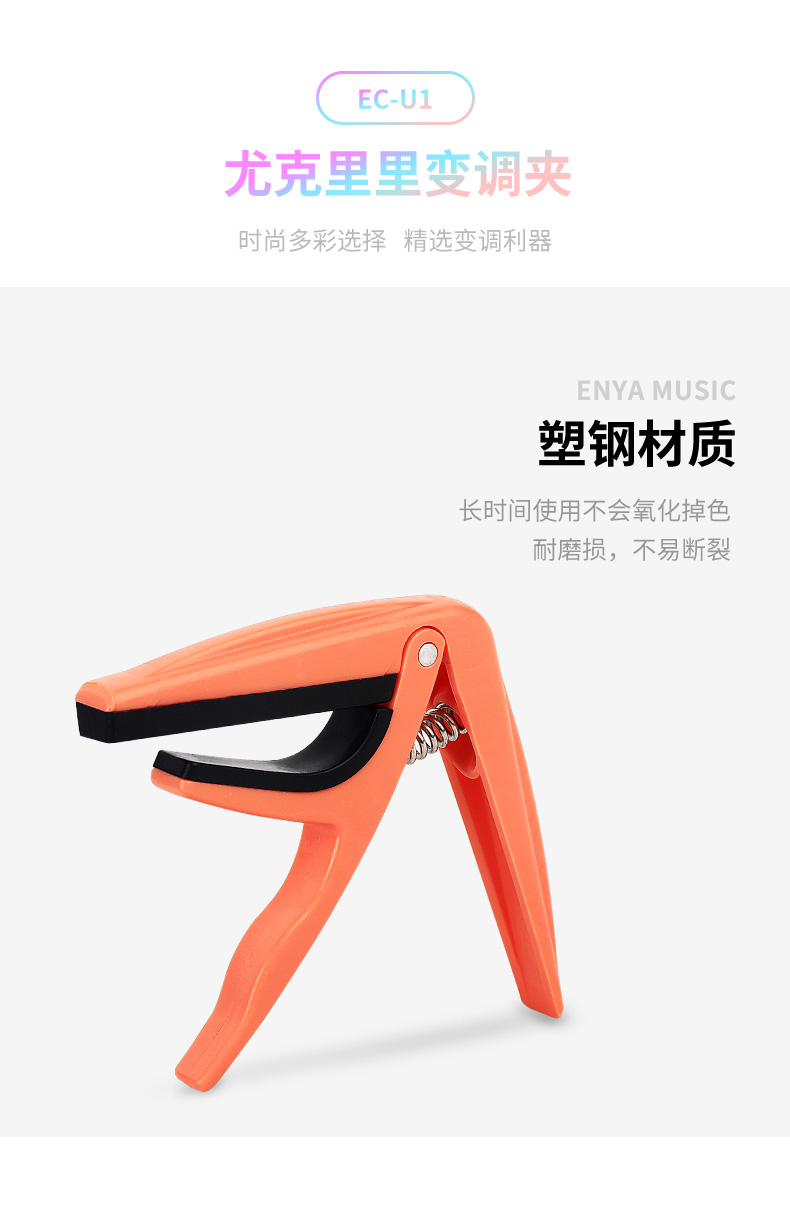 EC-U1
尤克里里变调夹
时尚多彩选择 精选变调利器
ENYA MUSIC
塑钢材质
长时间使用不会氧化掉色
耐磨损，不易断裂